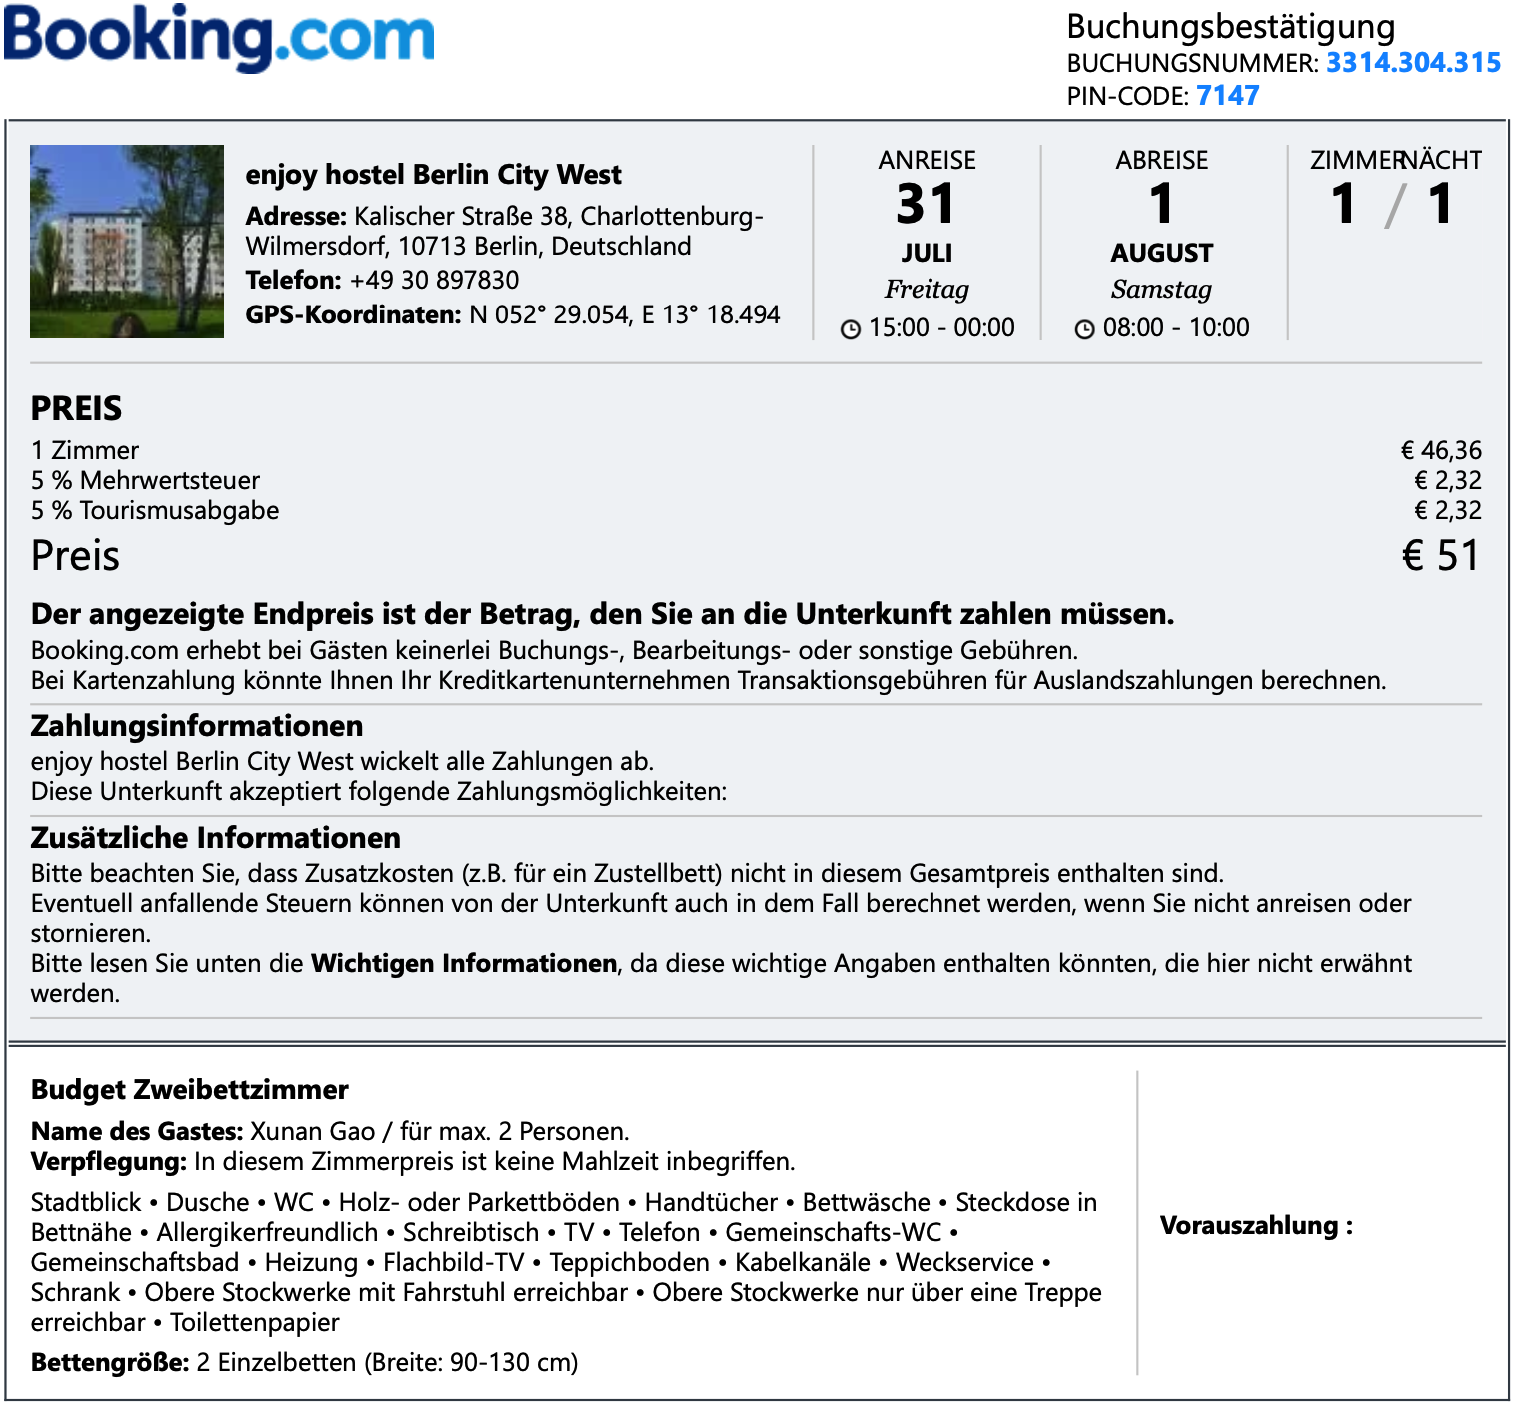 Booking.com
Buchungsbestätigung
BUCHUNGSNUMMER: 3314.304.315
PIN-CODE: 7147
enjoy hostel Berlin City West
Adresse: Kalischer Straße 38, Charlottenburg-
Wilmersdorf, 10713 Berlin, Deutschland
Telefon: +49 30 897830
GPS-Koordinaten: N 052° 29.054, E 13° 18.494
ANREISE
31
JULI
Freitag
15:00 - 00:00
ABREISE
1
AUGUST
Samstag
08:00 - 10:00
ZIMMER NÄCHT
1 / 1
PREIS
1 Zimmer € 46,36
5 % Mehrwertsteuer € 2,32
5 % Tourismusabgabe € 2,32
Preis € 51
Der angezeigte Endpreis ist der Betrag, den Sie an die Unterkunft zahlen müssen.
Booking.com erhebt bei Gästen keinerlei Buchungs-, Bearbeitungs- oder sonstige Gebühren.
Bei Kartenzahlung könnte Ihnen Ihr Kreditkartenunternehmen Transaktionsgebühren für Auslandszahlungen berechnen.
Zahlungsinformationen
enjoy hostel Berlin City West wickelt alle Zahlungen ab.
Diese Unterkunft akzeptiert folgende Zahlungsmöglichkeiten:
Zusätzliche Informationen
Bitte beachten Sie, dass Zusatzkosten (z.B. für ein Zustellbett) nicht in diesem Gesamtpreis enthalten sind.
Eventuell anfallende Steuern können von der Unterkunft auch in dem Fall berechnet werden, wenn Sie nicht anreisen oder
stornieren.
Bitte lesen Sie unten die Wichtigen Informationen, da diese wichtige Angaben enthalten könnten, die hier nicht erwähnt
werden.
Budget Zweibettzimmer
Name des Gastes: Xunan Gao / für max. 2 Personen.
Verpflegung: In diesem Zimmerpreis ist keine Mahlzeit inbegriffen.
Stadtblick • Dusche • WC • Holz- oder Parkettböden • Handtücher • Bettwäsche • Steckdose in
Bettnähe • Allergikerfreundlich • Schreibtisch • TV • Telefon • Gemeinschafts-WC •
Gemeinschaftsbad • Heizung • Flachbild-TV • Teppichboden • Kabelkanäle • Weckservice •
Schrank • Obere Stockwerke mit Fahrstuhl erreichbar • Obere Stockwerke nur über eine Treppe
erreichbar • Toilettenpapier
Bettengröße: 2 Einzelbetten (Breite: 90-130 cm)
Vorauszahlung :